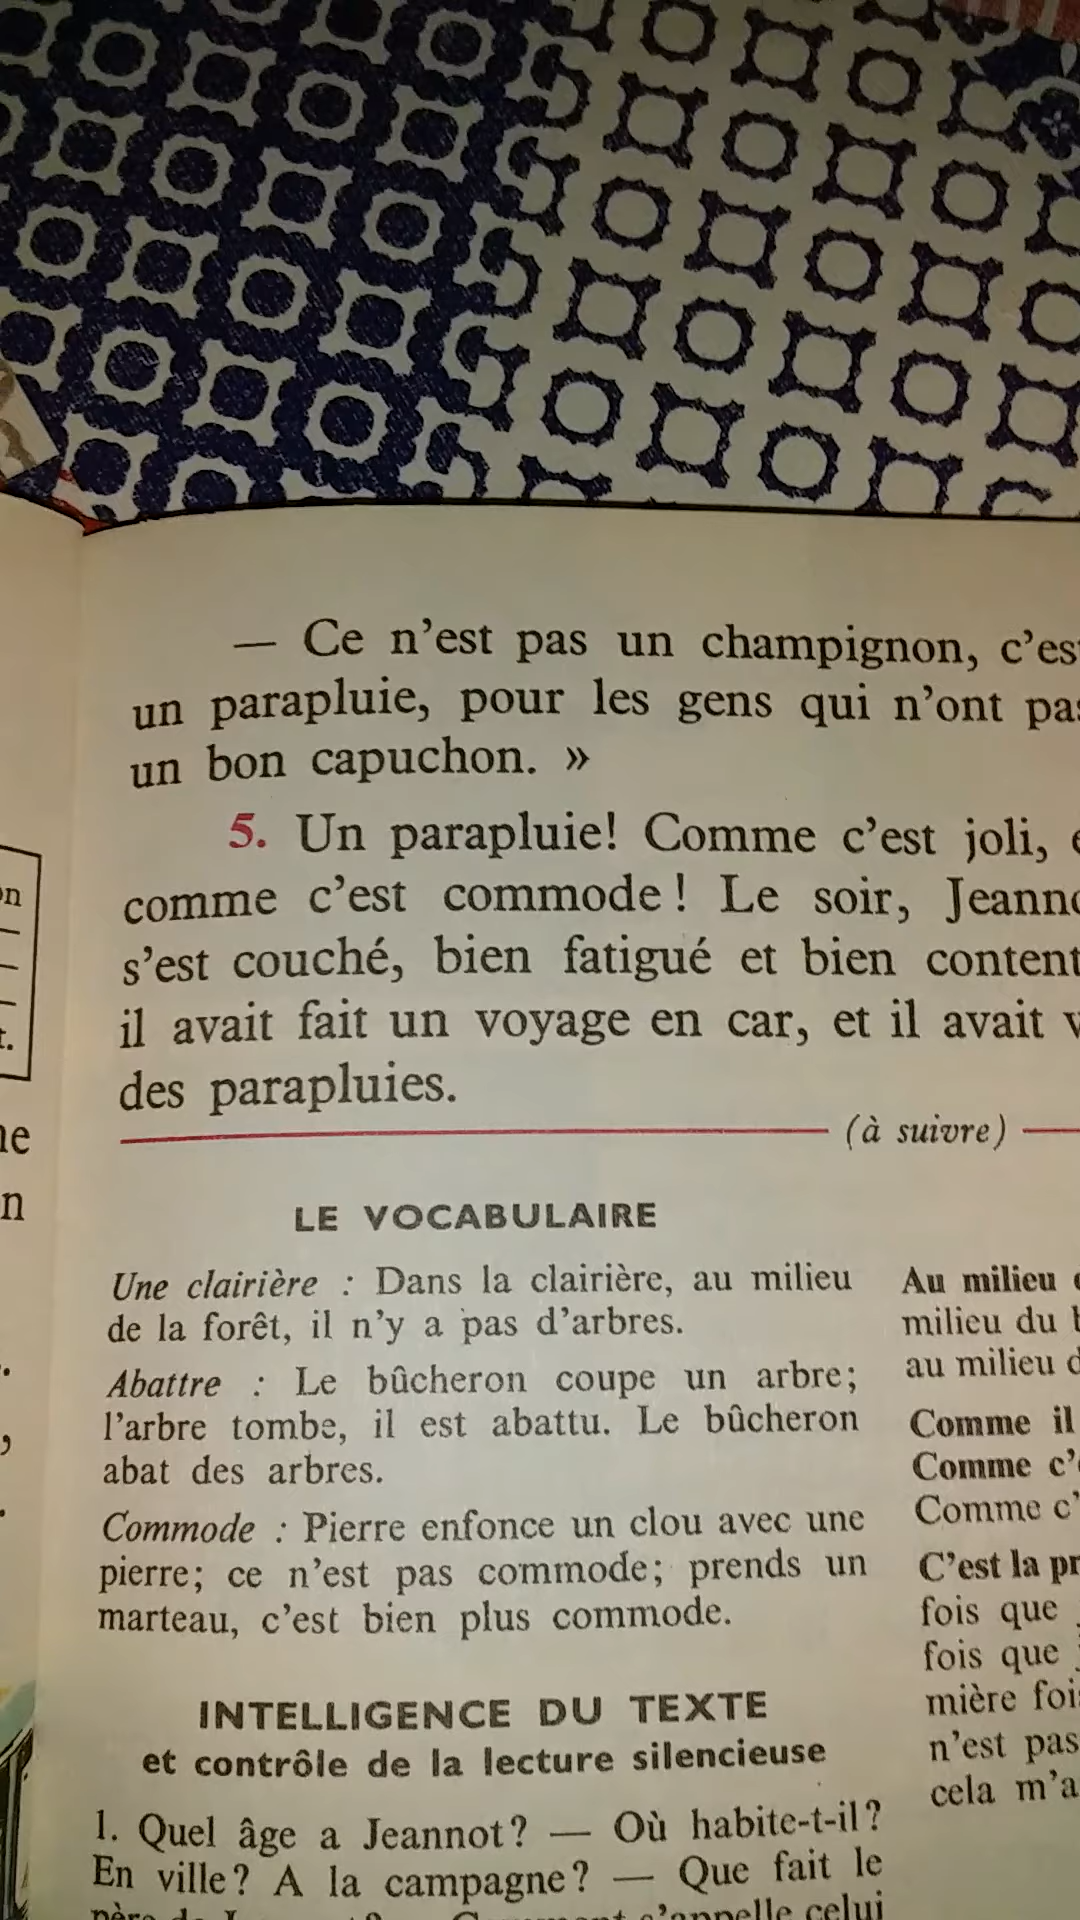 — Ce n'est pas un champignon, c'est
un parapluie, pour les gens qui n'ont pas
un bon capuchon. »
5. Un parapluie! Comme c'est joli,
comme c'est commode! Le soir, Jeannot
s'est couché, bien fatigué et bien content
il avait fait un voyage en car, et il avait
des parapluies.
(à suivre)
LE VOCABULAIRE
Une clairière : Dans la clairière, au milieu
de la forêt, il n'y a pas d'arbres.
Abattre : Le bûcheron coupe un arbre;
l'arbre tombe, il est abattu. Le bûcheron
abat des arbres.
Commode : Pierre enfonce un clou avec une
pierre; ce n'est pas commode; prends un
marteau, c'est bien plus commode.
INTELLIGENCE DU TEXTE
et contrôle de la lecture silencieuse
1. Quel âge a Jeannot? — Où habite-t-il?
En ville? A la campagne? — Que fait le
celui
Au milieu
milieu du
au milieu
Comme il
Comme
Comme
C'est la
fois que
fois que
mière
n'est pas
cela